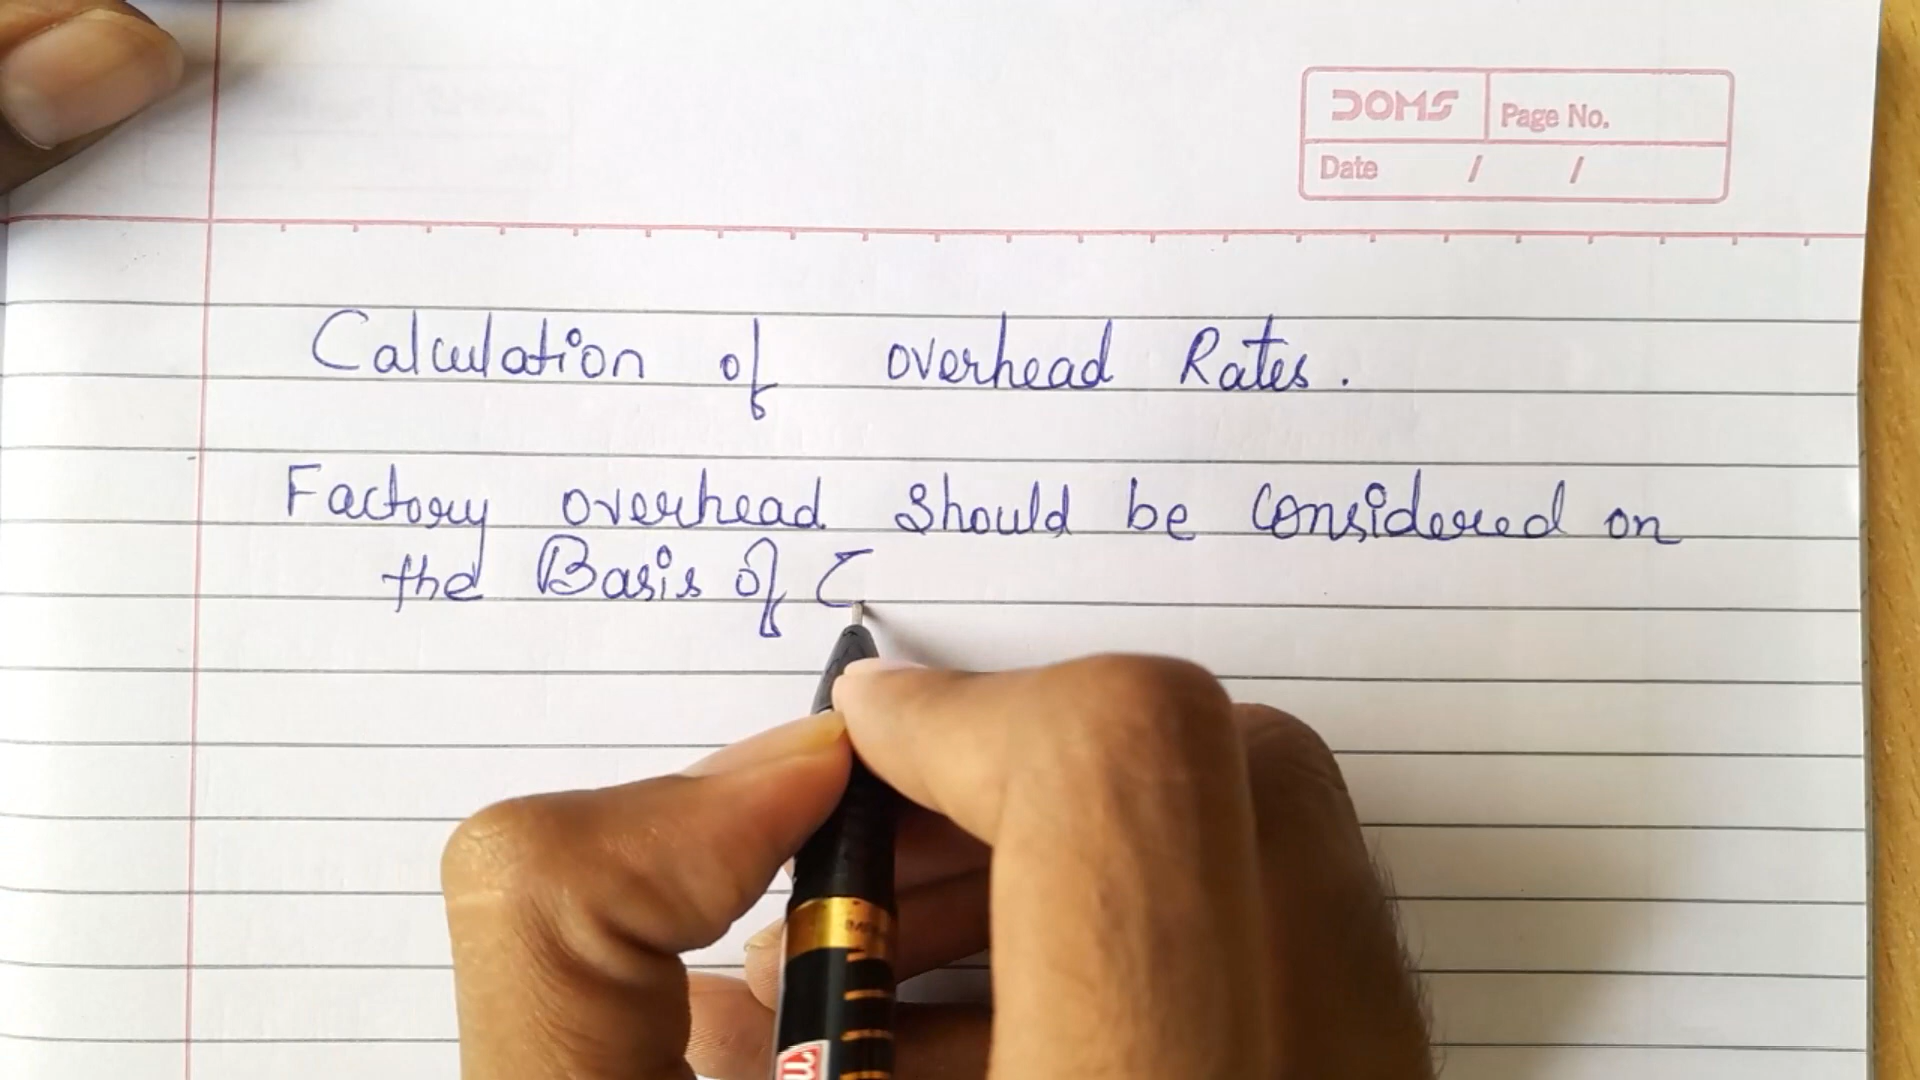 DOMS Page No.
Date / /
Calculation of overhead Rates.
Factory overhead should be considered on
the Basis of C